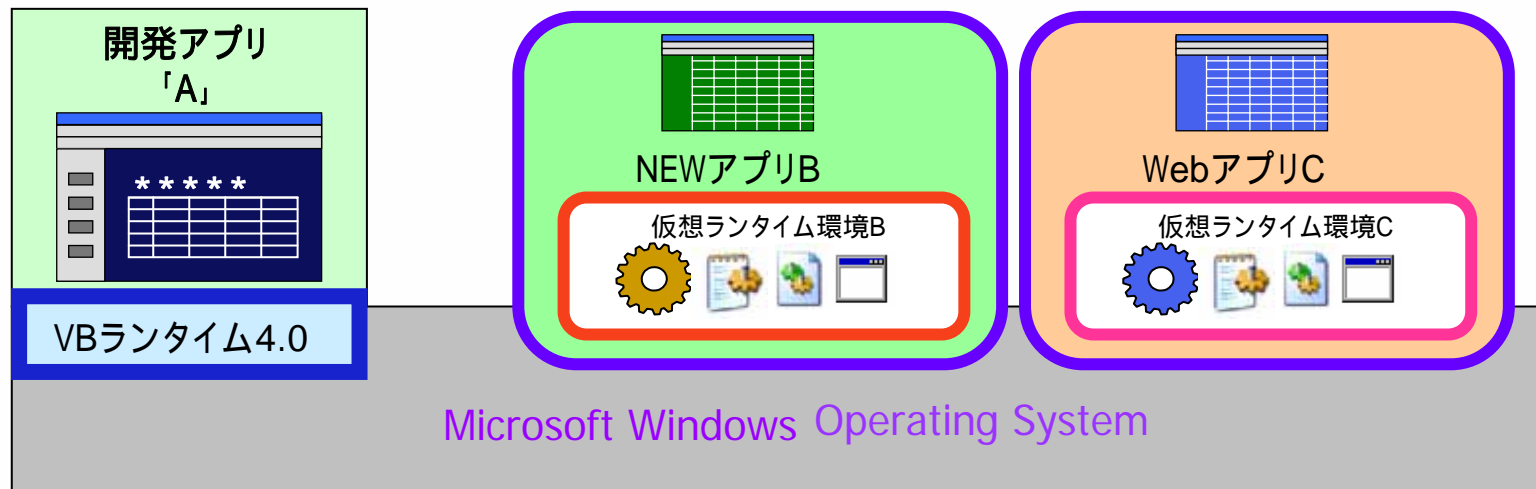 開発アプリ
「A」
*****
VBランタイム4.0
NEWアプリB
仮想ランタイム環境B
WebアプリC
仮想ランタイム環境C
Microsoft Windows Operating System